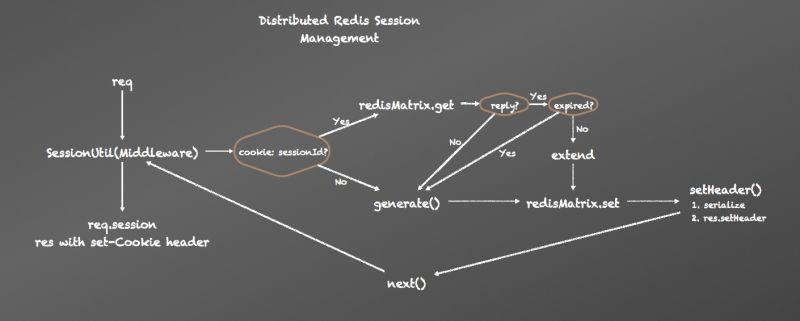 Distributed Redis Session
Management
req
redisMatrix.get
reply?
Yes
expired?
Yes
No
No
Yes
SessionUtil(Middleware)
cookie: sessionId?
extend
No
generate()
redisMatrix.set
setHeader()
1. serialize
2. res.setHeader
req.session
res with set-Cookie header
next()